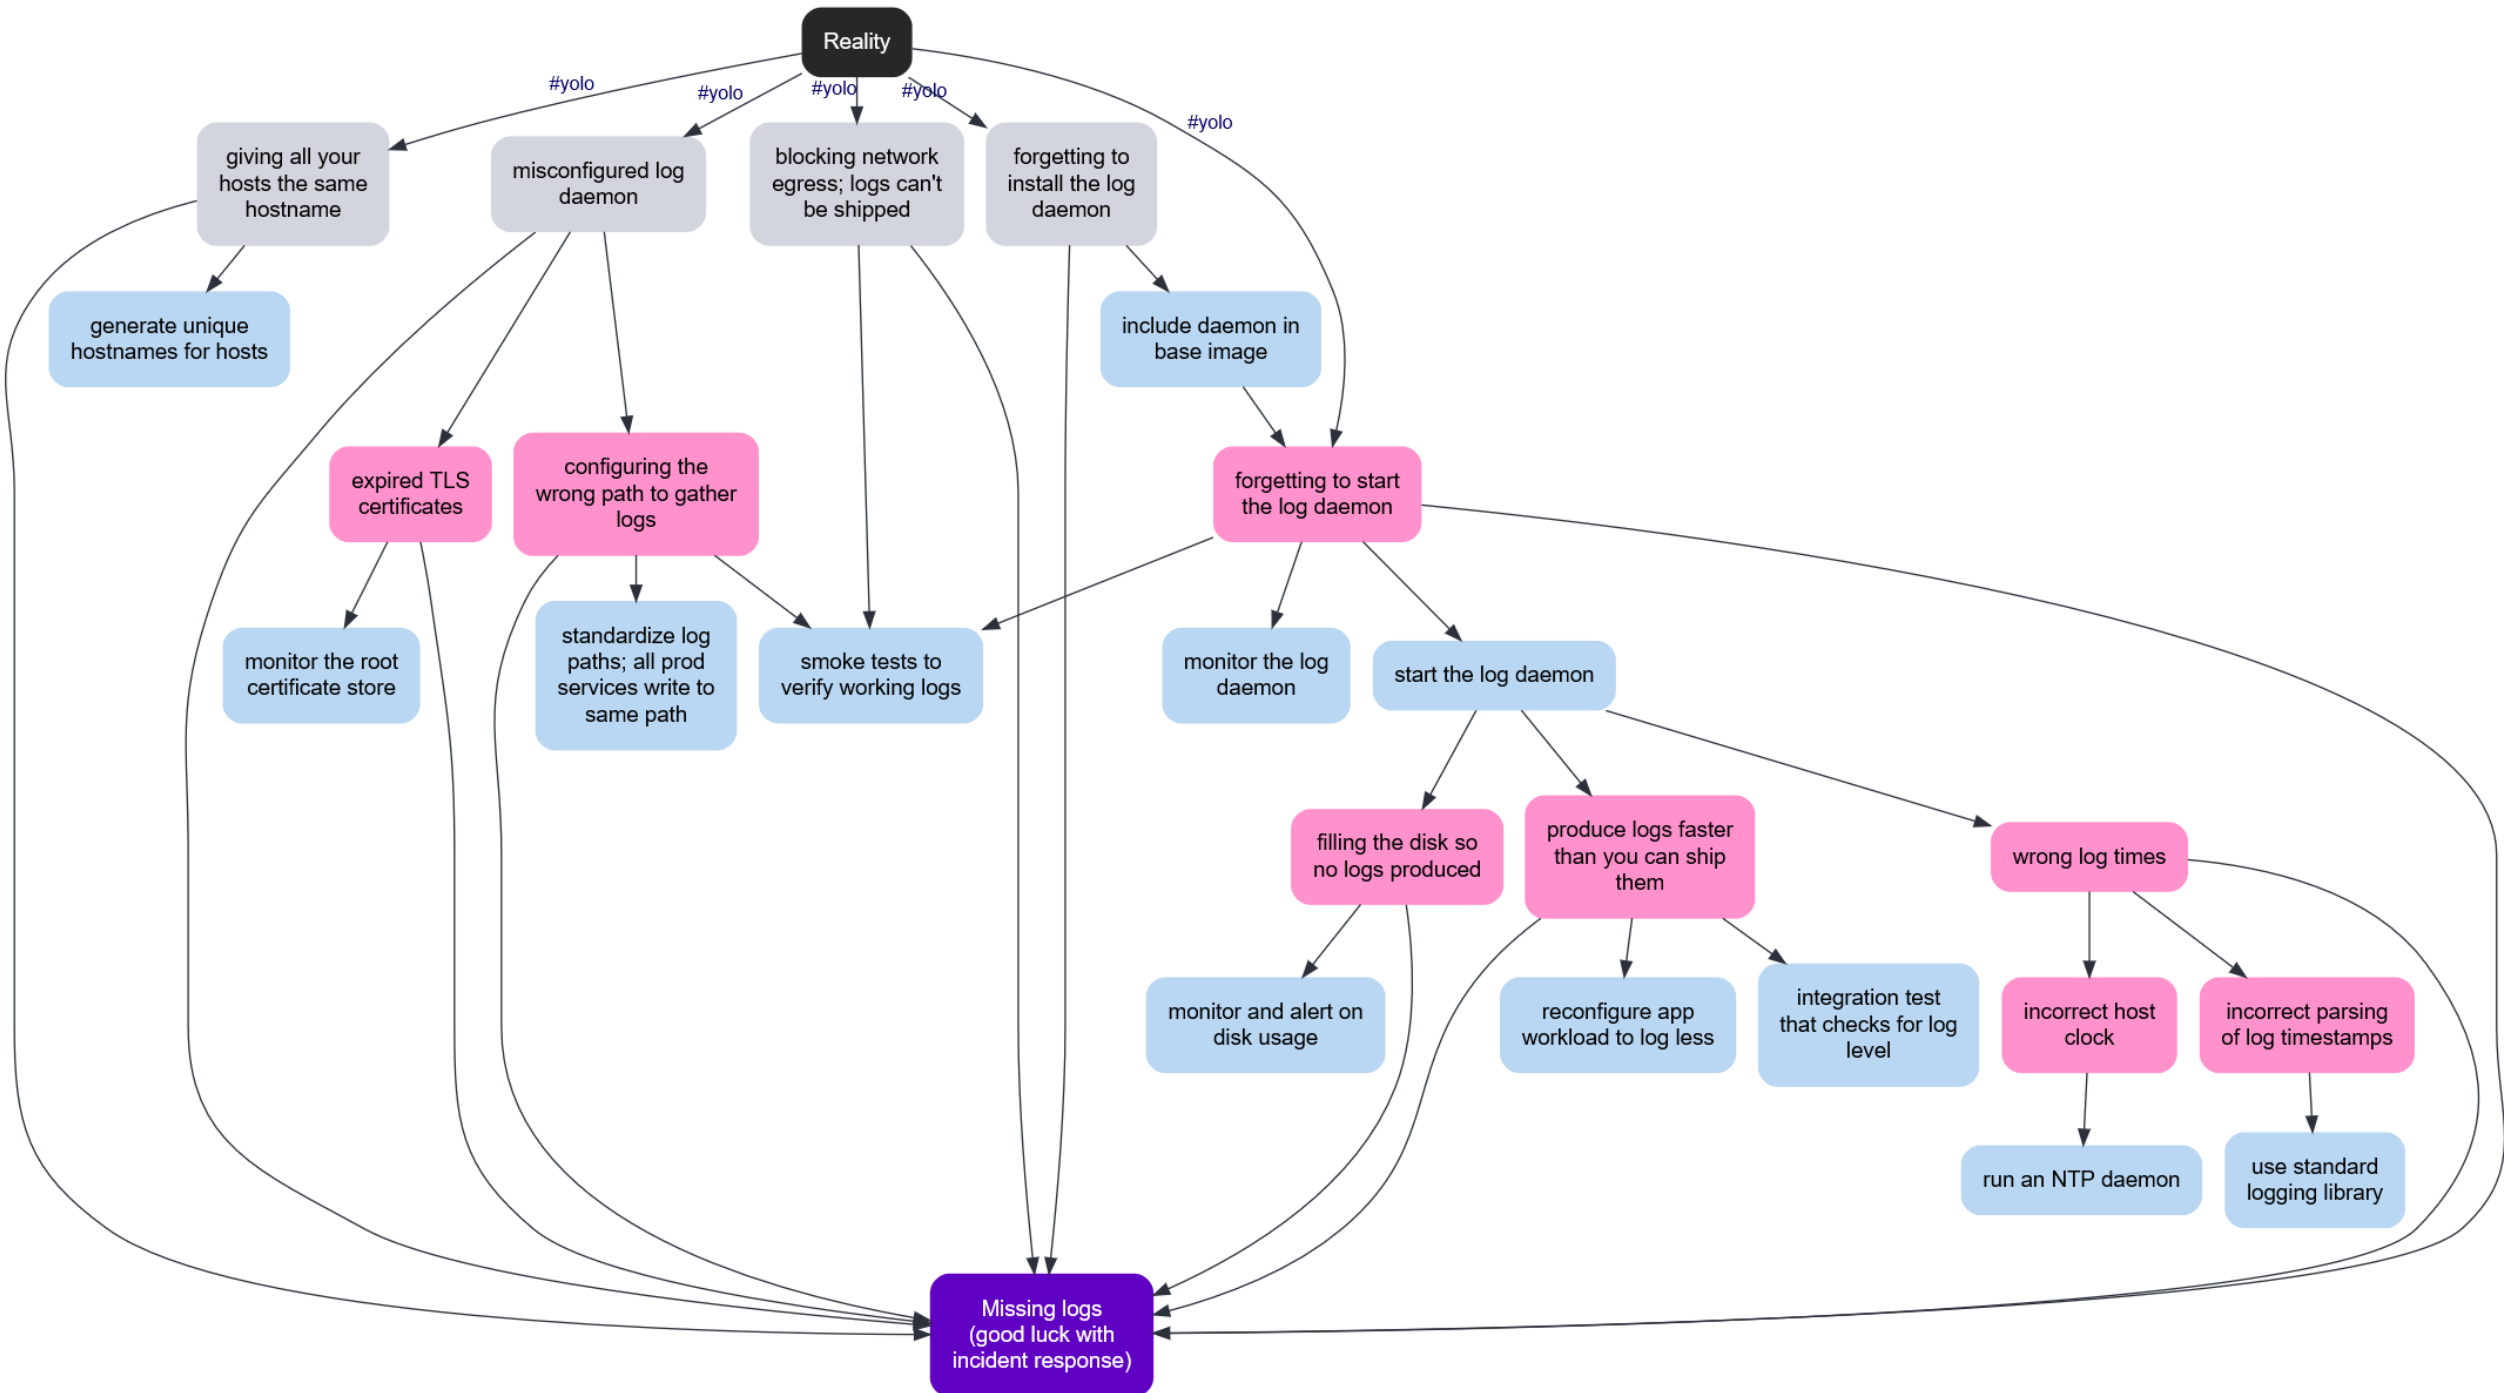 Reality
#yolo
#yolo
#yolo
#yolo
#yolo
giving all your
hosts the same
hostname
misconfigured log
daemon
blocking network
egress; logs can't
be shipped
forgetting to
install the log
daemon
generate unique
hostnames for hosts
include daemon in
base image
expired TLS
certificates
configuring the
wrong path to gather
logs
forgetting to start
the log daemon
monitor the root
certificate store
standardize log
paths; all prod
services write to
same path
smoke tests to
verify working logs
monitor the log
daemon
start the log daemon
filling the disk so
no logs produced
produce logs faster
than you can ship
them
wrong log times
monitor and alert on
disk usage
reconfigure app
workload to log less
integration test
that checks for log
level
incorrect host
clock
incorrect parsing
of log timestamps
run an NTP daemon
use standard
logging library
Missing logs
(good luck with
incident response)